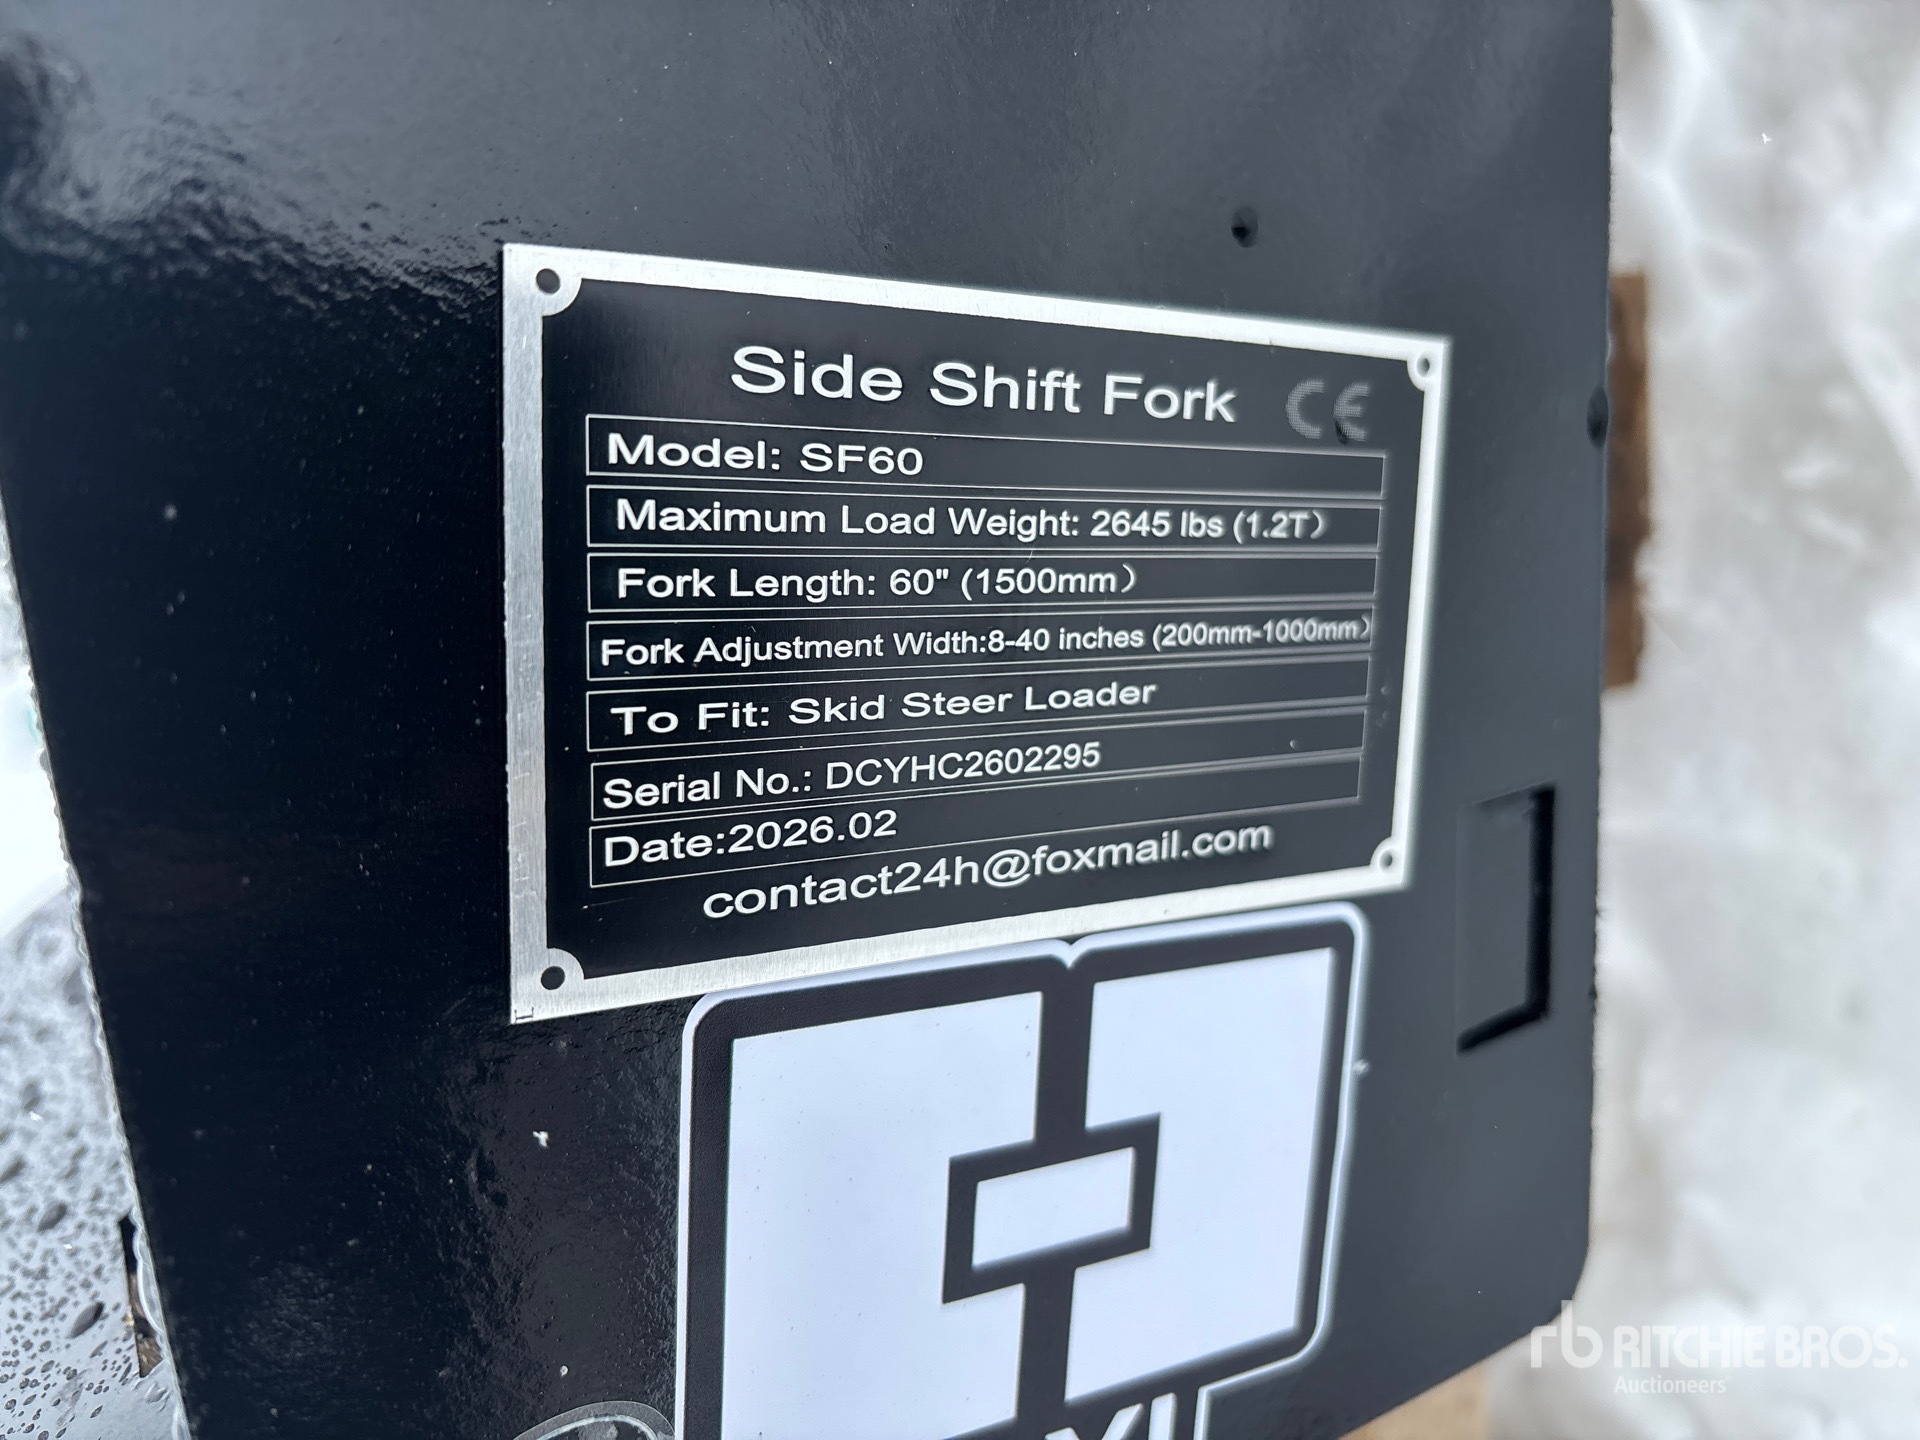 Side Shift Fork CE
Model: SF60
Maximum Load Weight: 2645 lbs (1.2T)
Fork Length: 60" (1500mm)
Fork Adjustment Width:8-40 inches (200mm-1000mm)
To Fit: Skid Steer Loader
Serial No.: DCYHC2602295
Date:2026.02
contact24h@foxmail.com
rb RITCHIE BROS.
Auctioneers